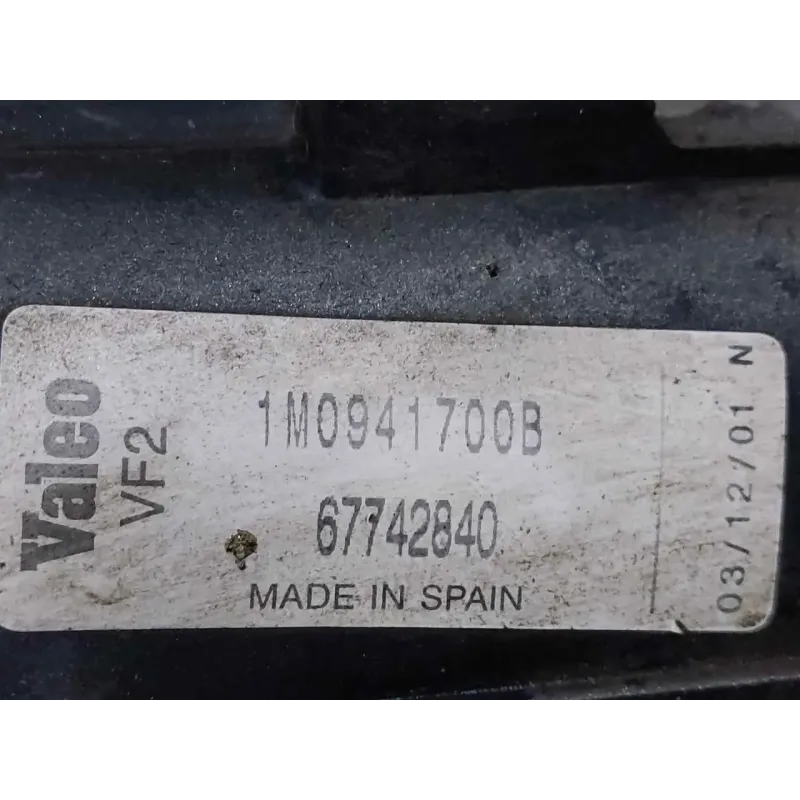 Valeo
VF2
1M0941700B
67742840
MADE IN SPAIN
03/12/01 N